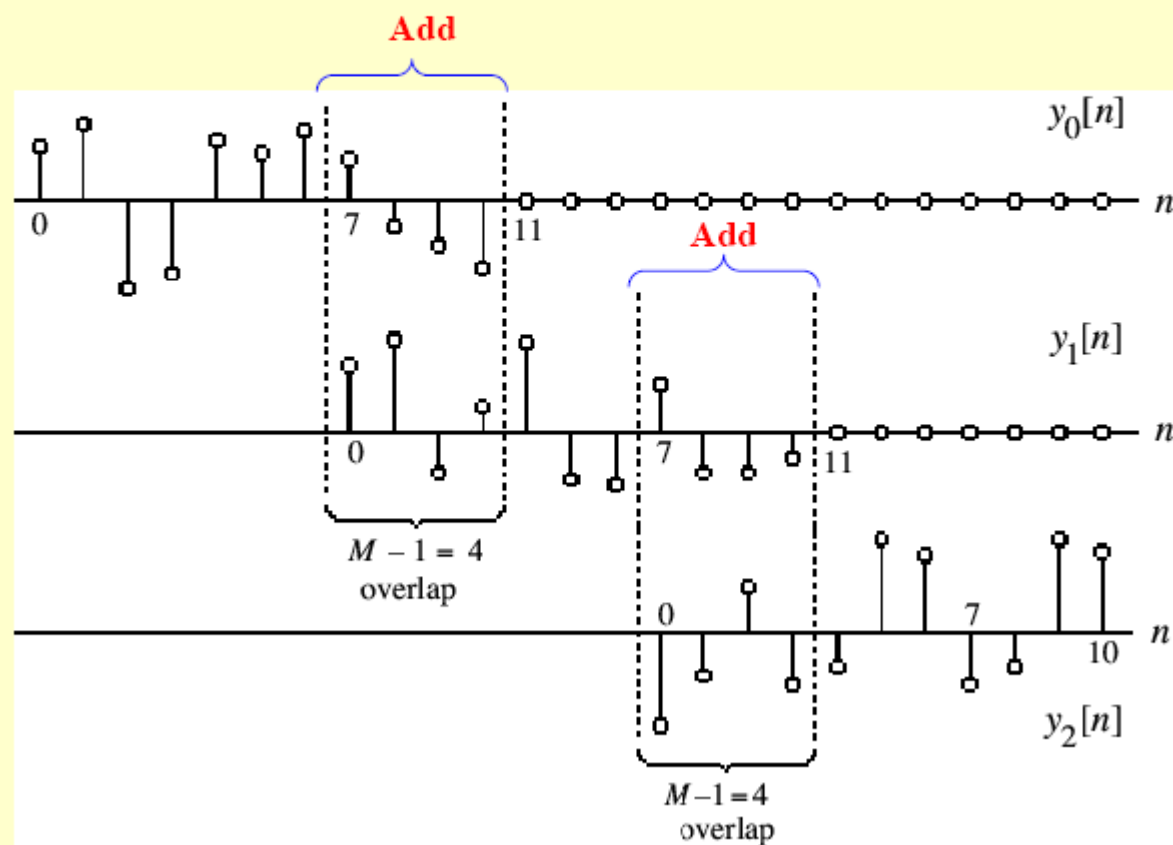 Add
y₀[n]
0 7 11 n
Add
y₁[n]
0 7 11 n
M – 1 = 4
overlap
0 7 n
10
y₂[n]
M – 1 = 4
overlap